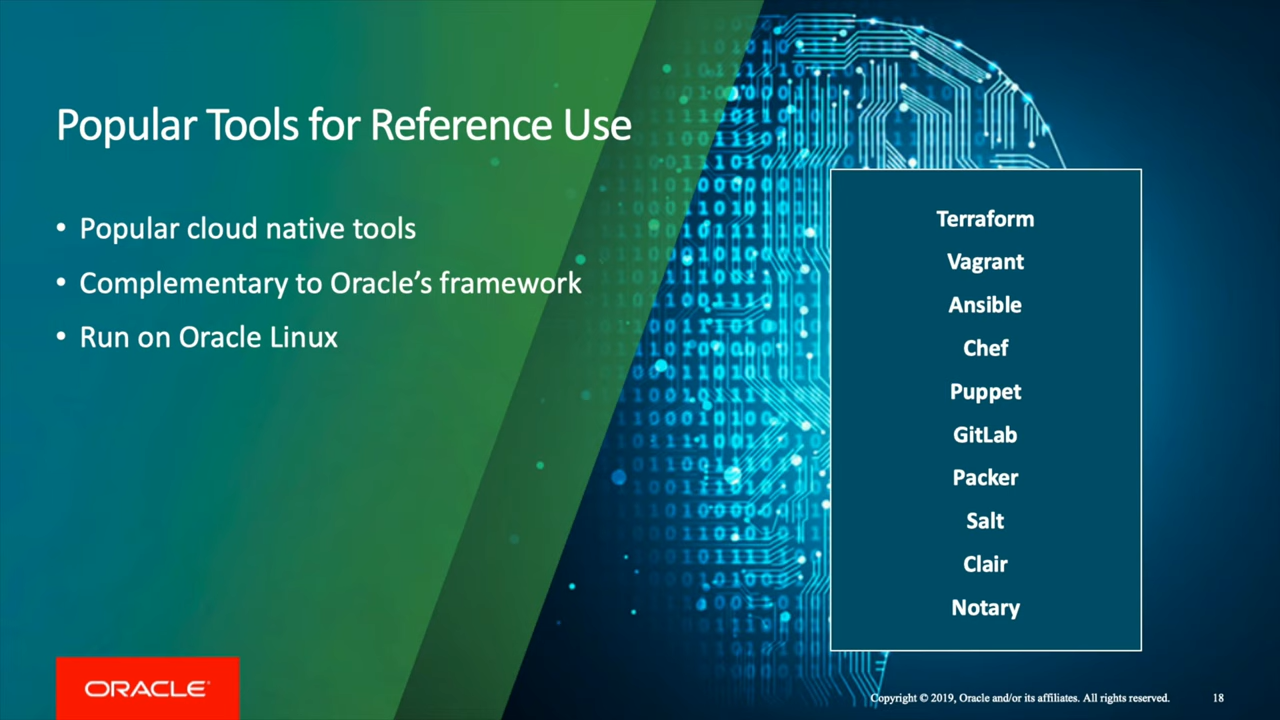 Popular Tools for Reference Use
• Popular cloud native tools
• Complementary to Oracle’s framework
• Run on Oracle Linux
Terraform
Vagrant
Ansible
Chef
Puppet
GitLab
Packer
Salt
Clair
Notary
ORACLE®
Copyright © 2019, Oracle and/or its affiliates. All rights reserved.
18